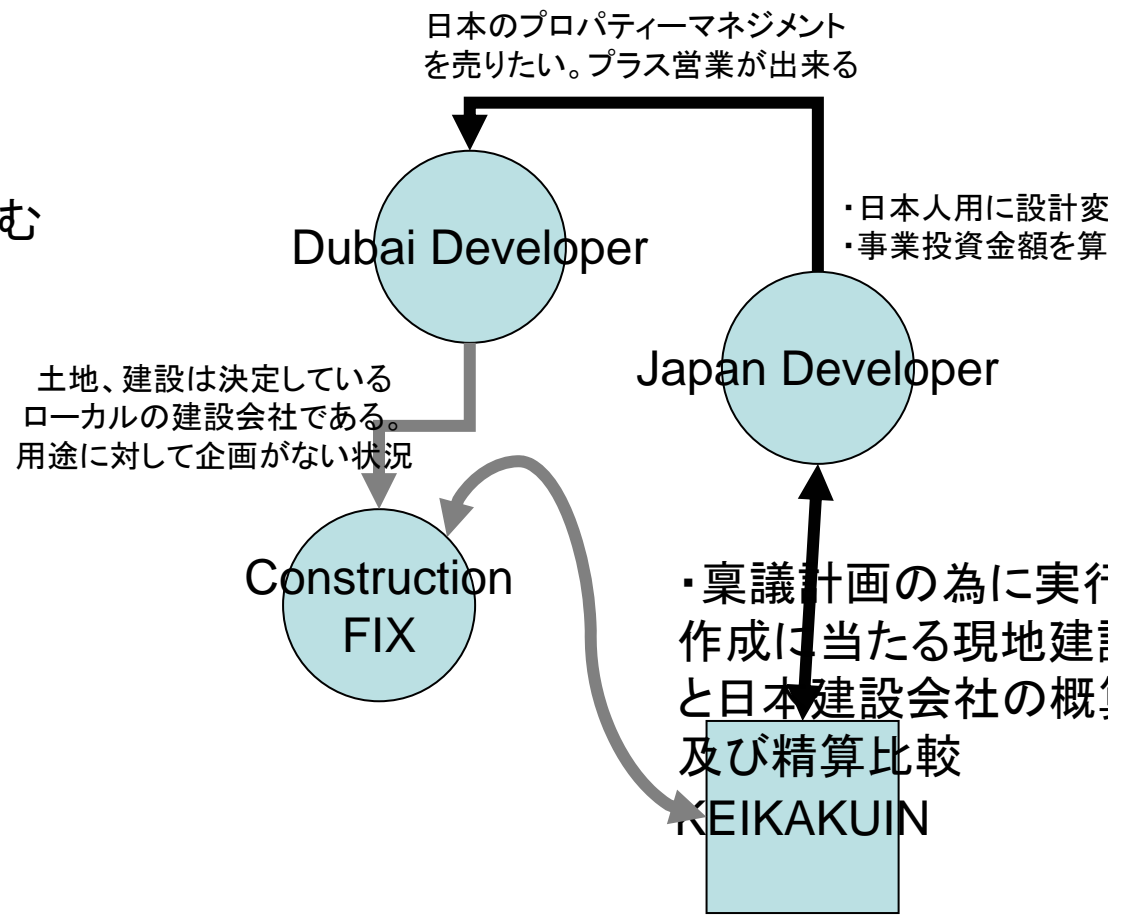 日本のプロパティーマネジメント
を売りたい。プラス営業が出来る
む
Dubai Developer
・日本人用に設計変
・事業投資金額を算
土地、建設は決定している
ローカルの建設会社である。
用途に対して企画がない状況
Japan Developer
Construction
FIX
・稟議計画の為に実行
作成に当たる現地建設
と日本建設会社の概算
及び精算比較
KEIKAKUIN